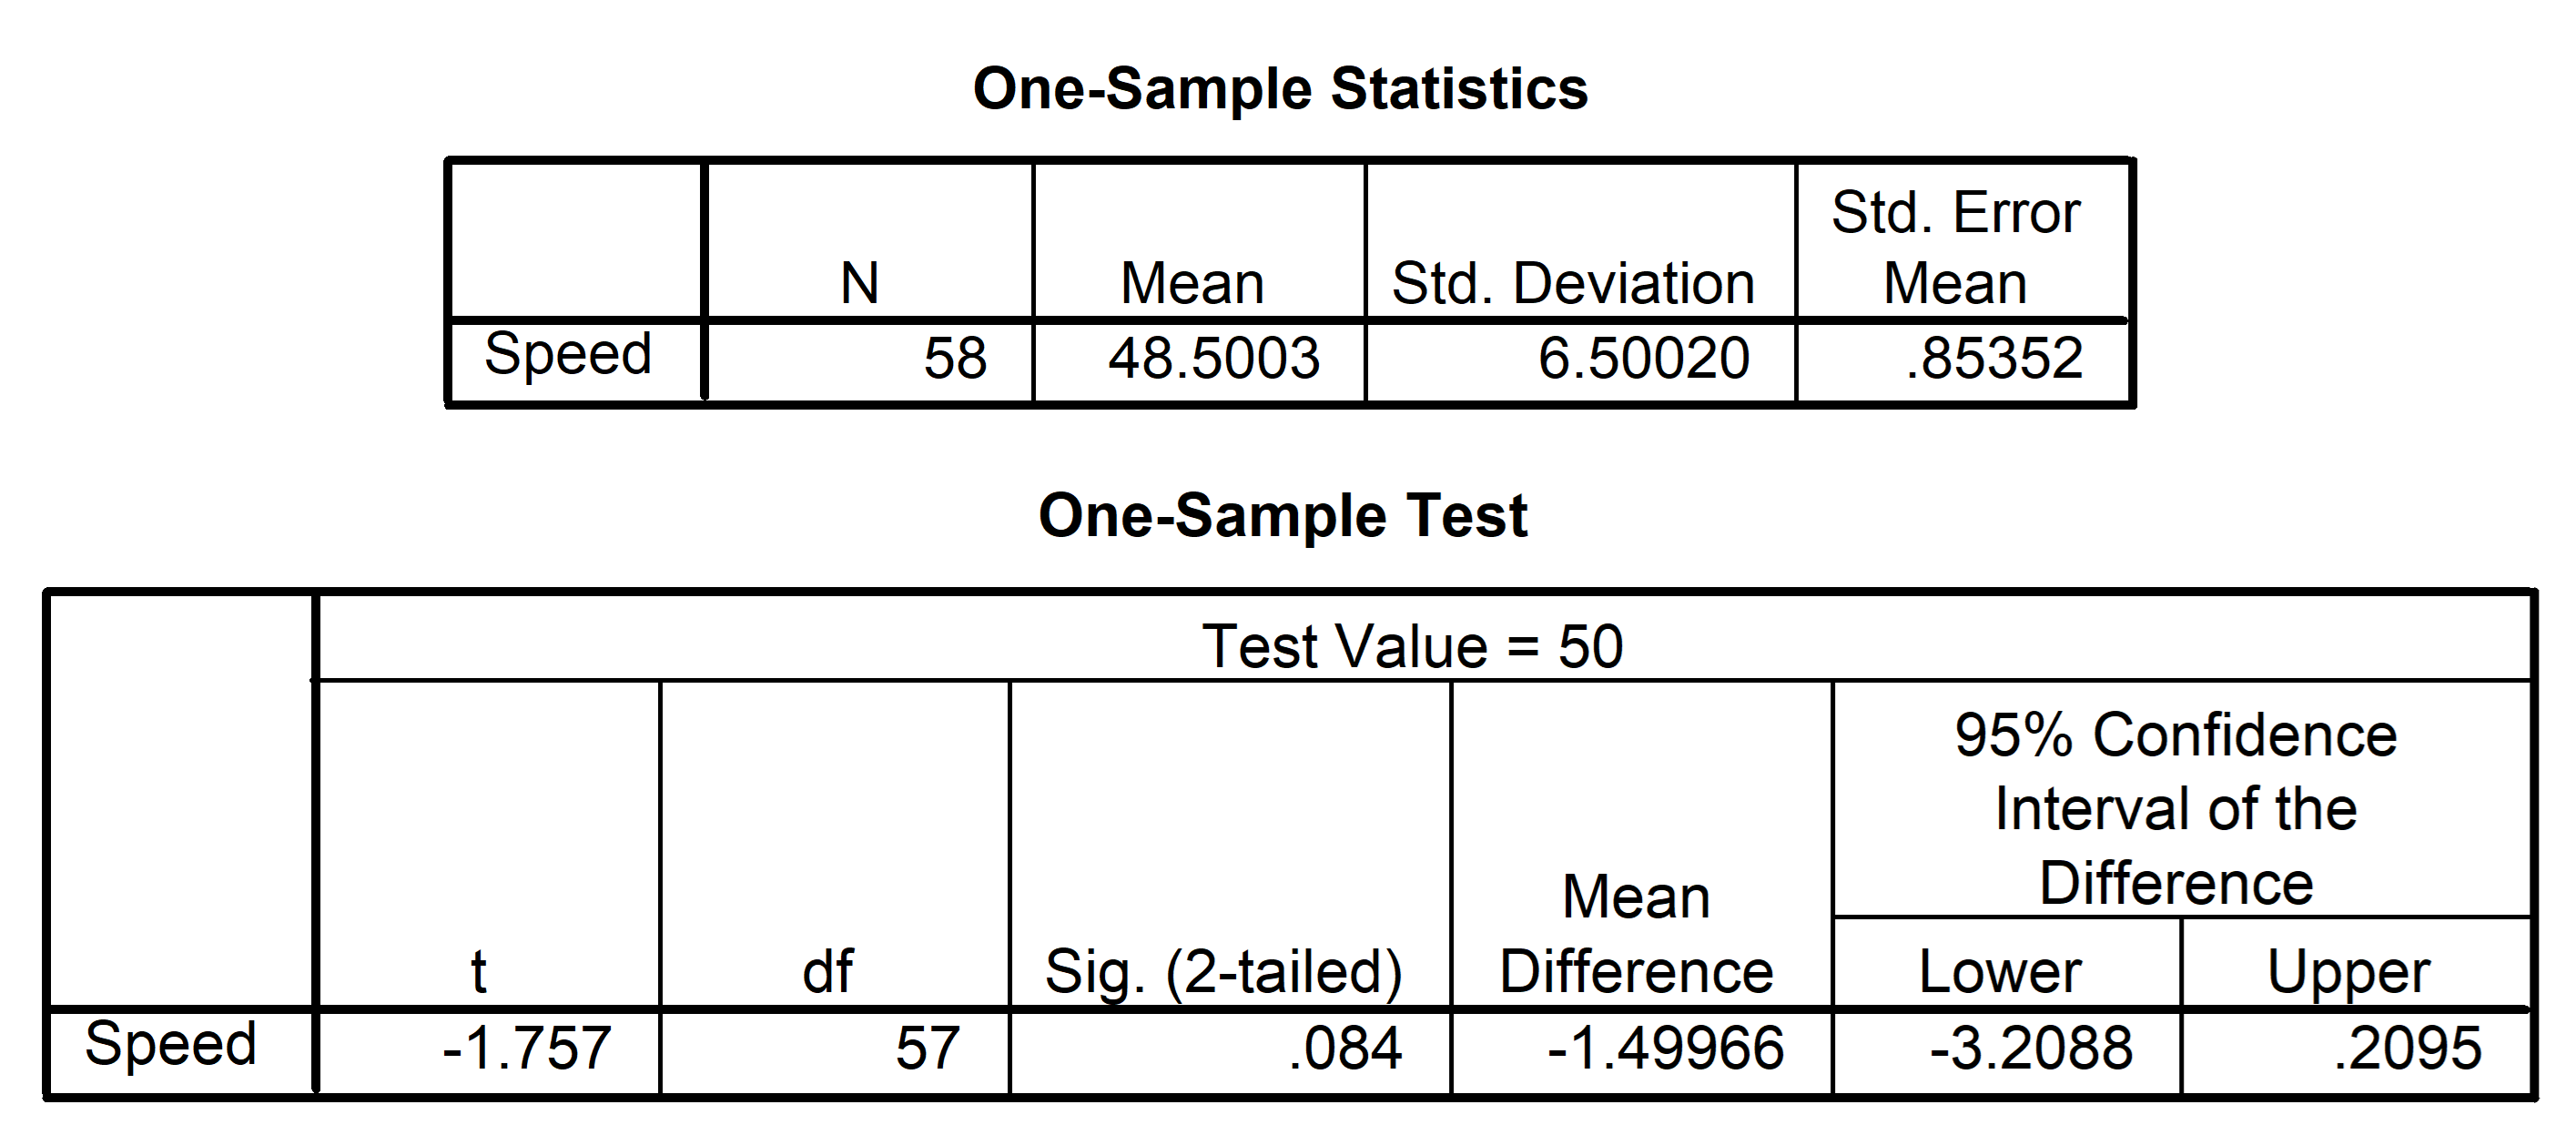 One-Sample Statistics
Std. Error
N Mean Std. Deviation Mean
Speed 58 48.5003 6.50020 .85352
One-Sample Test
Test Value = 50
95% Confidence
Interval of the
Mean Difference
t df Sig. (2-tailed) Difference Lower Upper
Speed -1.757 57 .084 -1.49966 -3.2088 .2095